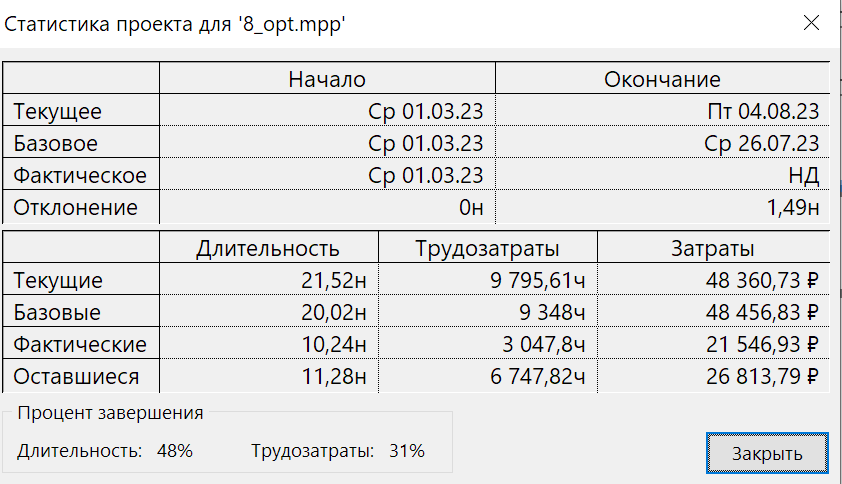 Статистика проекта для '8_opt.mpp'
Начало Окончание
Текущее Ср 01.03.23 Пт 04.08.23
Базовое Ср 01.03.23 Ср 26.07.23
Фактическое Ср 01.03.23 НД
Отклонение 0н 1,49н
Длительность Трудозатраты Затраты
Текущие 21,52н 9 795,61ч 48 360,73 ₽
Базовые 20,02н 9 348ч 48 456,83 ₽
Фактические 10,24н 3 047,8ч 21 546,93 ₽
Оставшиеся 11,28н 6 747,82ч 26 813,79 ₽
Процент завершения
Длительность: 48% Трудозатраты: 31%
Закрыть